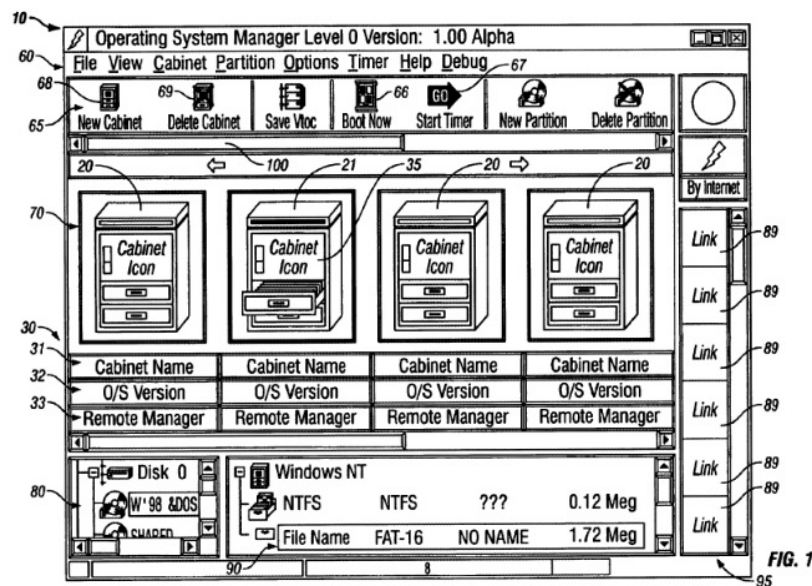 10
Operating System Manager Level 0 Version: 1.00 Alpha
60
File View Cabinet Partition Options Timer Help Debug
68 69 66 GO 67
65
New Cabinet Delete Cabinet Save Vtoc Boot Now Start Timer New Partition Delete Partition
20 100 21 35 20 20
By Internet
70
Cabinet Icon Cabinet Icon Cabinet Icon Cabinet Icon
Link 89
Link 89
Link 89
Link 89
Link 89
Link 89
30
31 Cabinet Name Cabinet Name Cabinet Name Cabinet Name
32 O/S Version O/S Version O/S Version O/S Version
33 Remote Manager Remote Manager Remote Manager Remote Manager
80
Disk 0
W'98 &DOS
SHARED
Windows NT
NTFS NTFS ??? 0.12 Meg
File Name FAT-16 NO NAME 1.72 Meg
90 8 95
FIG. 1